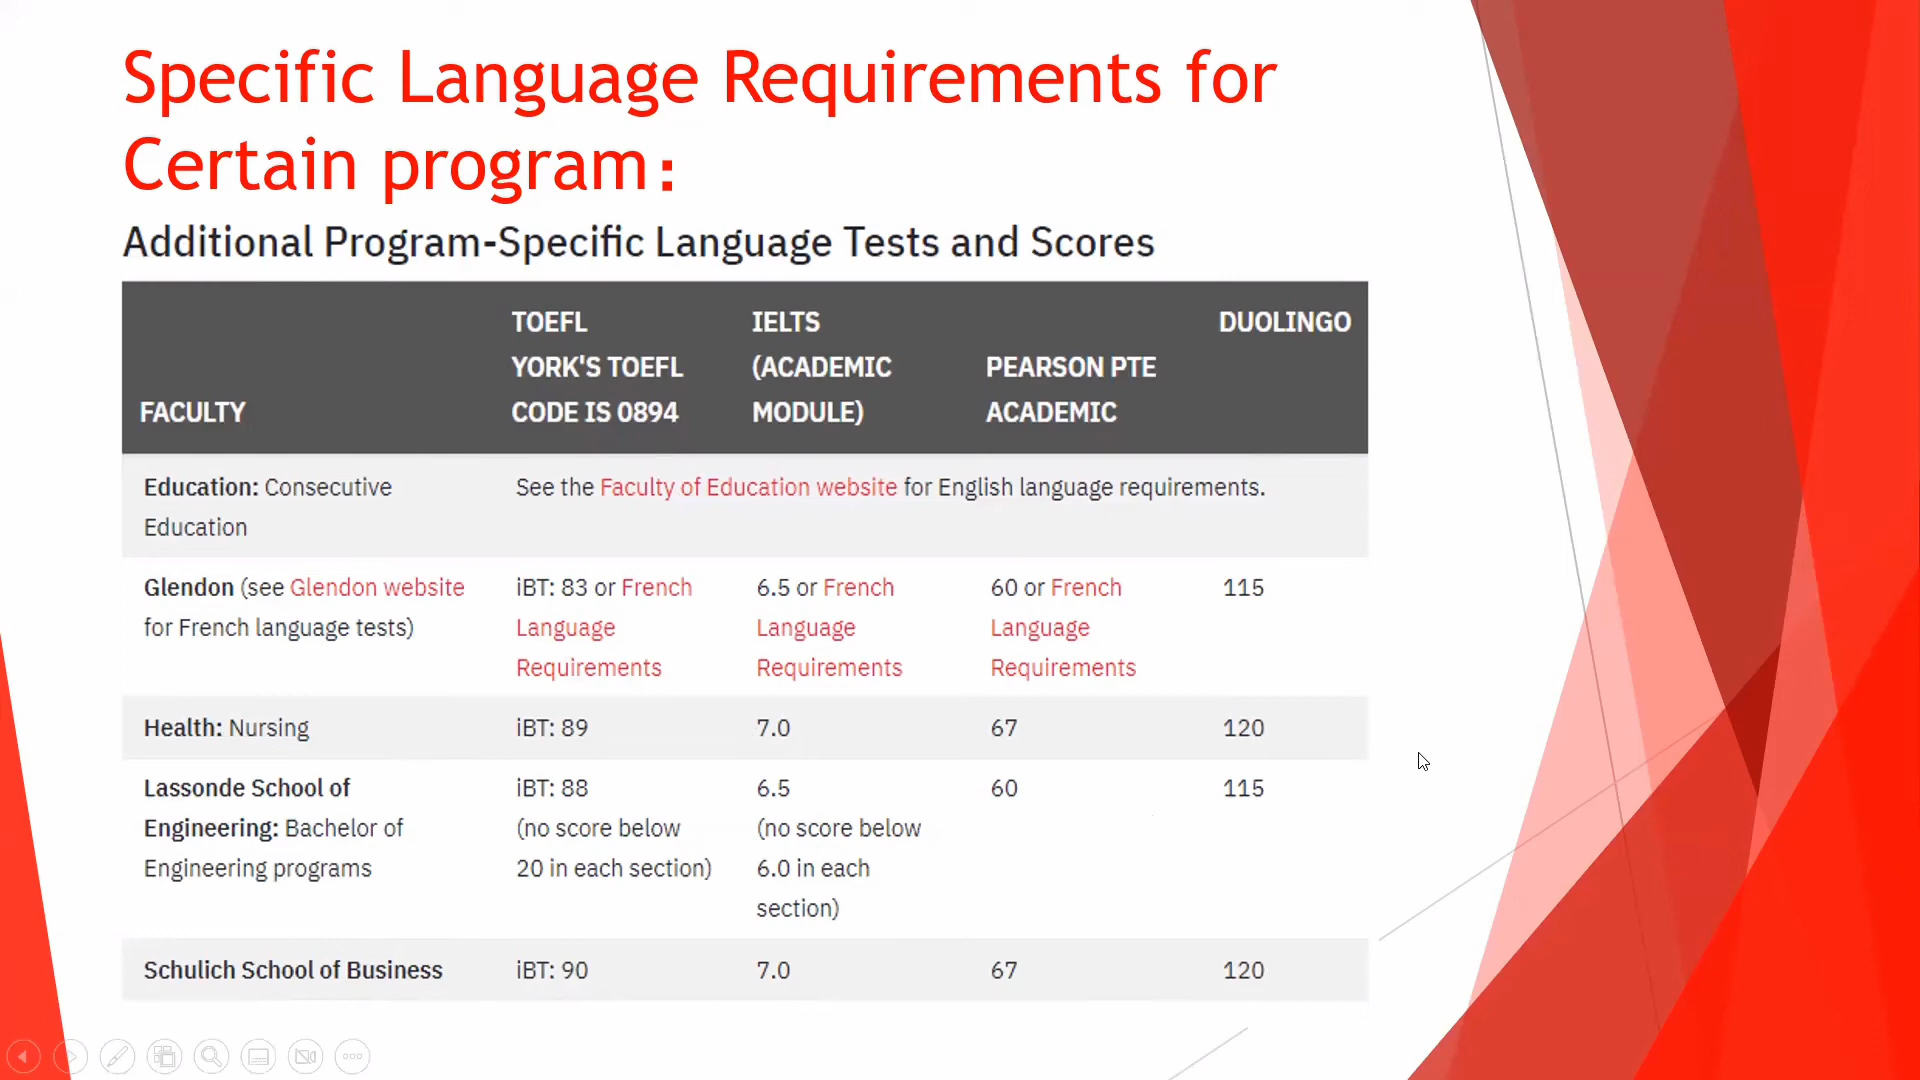 Specific Language Requirements for
Certain program：
Additional Program-Specific Language Tests and Scores
FACULTY
TOEFL
YORK'S TOEFL
CODE IS 0894
IELTS
(ACADEMIC
MODULE)
PEARSON PTE
ACADEMIC
DUOLINGO
Education: Consecutive
Education
See the Faculty of Education website for English language requirements.
Glendon (see Glendon website
for French language tests)
iBT: 83 or French
Language
Requirements
6.5 or French
Language
Requirements
60 or French
Language
Requirements
115
Health: Nursing
iBT: 89
7.0
67
120
Lassonde School of
Engineering: Bachelor of
Engineering programs
iBT: 88
(no score below
20 in each section)
6.5
(no score below
6.0 in each
section)
60
115
Schulich School of Business
iBT: 90
7.0
67
120